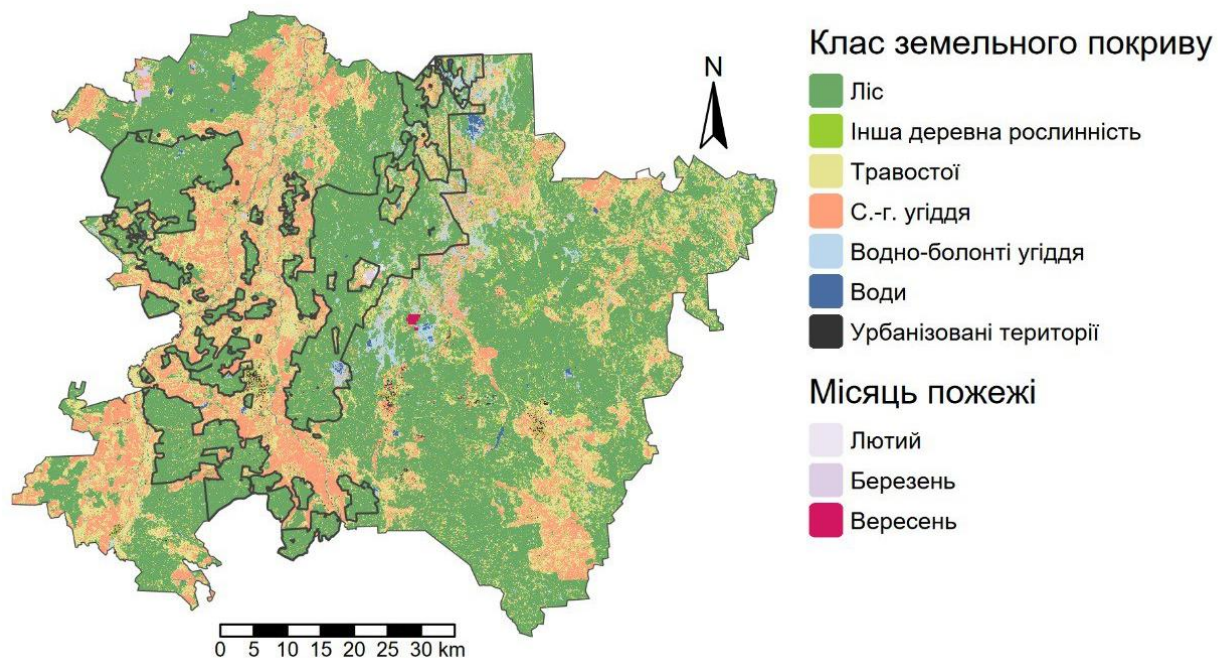 Клас земельного покриву
Ліс
Інша деревна рослинність
Травостої
С.-г. угіддя
Водно-болонті угіддя
Води
Урбанізовані території
Місяць пожежі
Лютий
Березень
Вересень
N
0 5 10 15 20 25 30 km